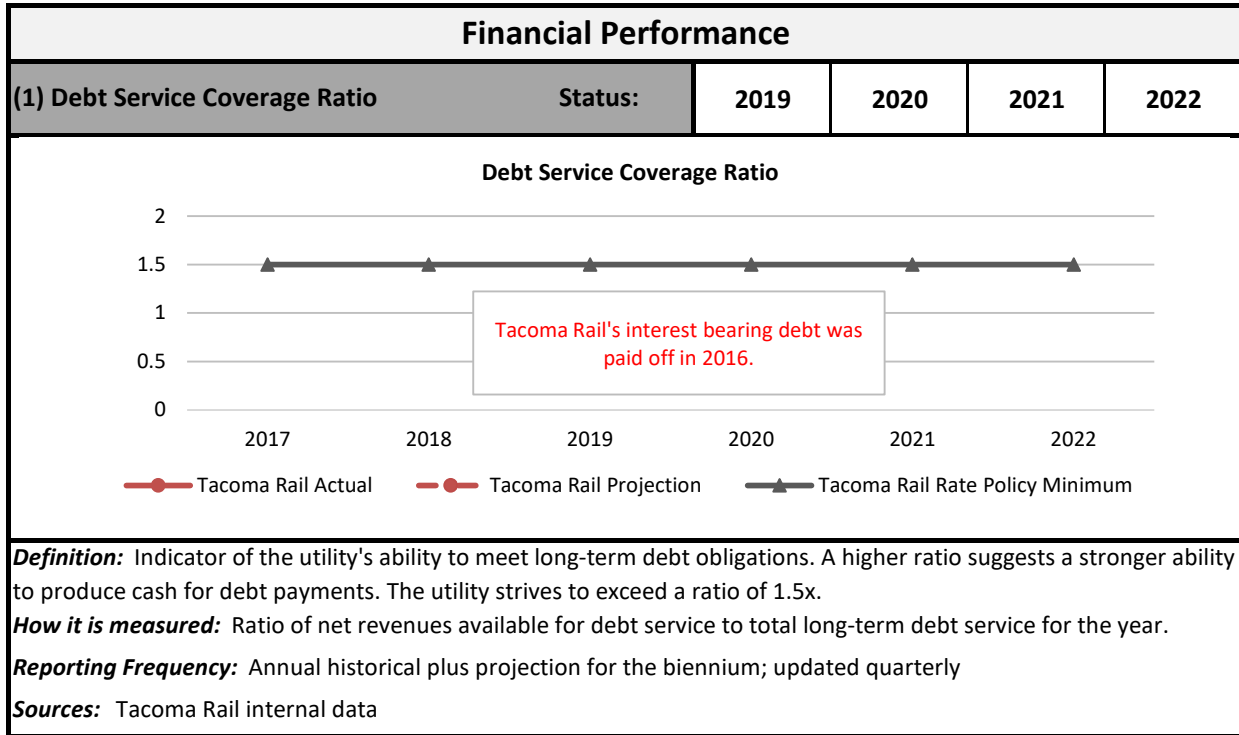 Financial Performance
(1) Debt Service Coverage Ratio Status: 2019 2020 2021 2022
Debt Service Coverage Ratio
2
1.5
1
0.5
0
Tacoma Rail's interest bearing debt was
paid off in 2016.
2017 2018 2019 2020 2021 2022
Tacoma Rail Actual Tacoma Rail Projection Tacoma Rail Rate Policy Minimum
Definition: Indicator of the utility's ability to meet long-term debt obligations. A higher ratio suggests a stronger ability
to produce cash for debt payments. The utility strives to exceed a ratio of 1.5x.
How it is measured: Ratio of net revenues available for debt service to total long-term debt service for the year.
Reporting Frequency: Annual historical plus projection for the biennium; updated quarterly
Sources: Tacoma Rail internal data